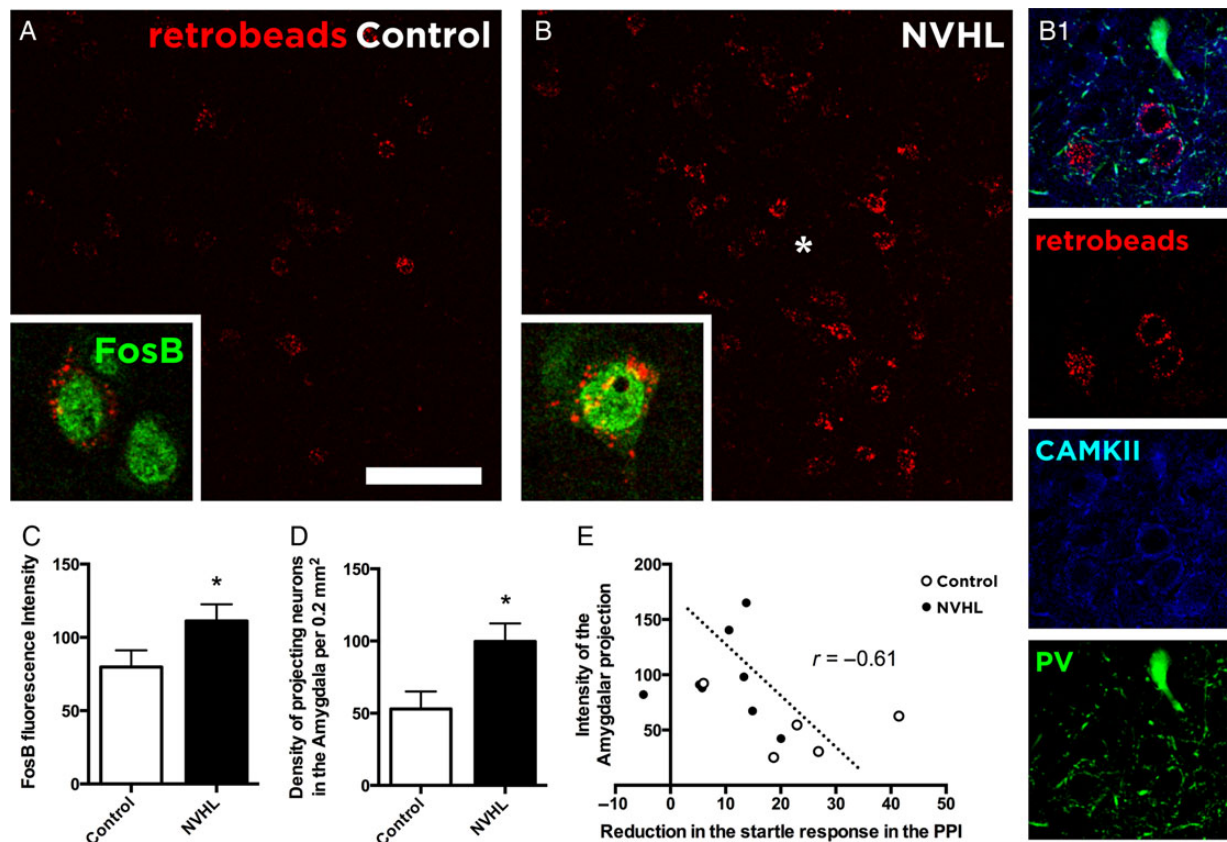 A
retrobeads Control
FosB
B
NVHL
*
B1
retrobeads
CAMKII
PV
C
FosB fluorescence Intensity
150
100
50
0
*
Control
NVHL
D
Density of projecting neurons
in the Amygdala per 0.2 mm²
150
100
50
0
*
Control
NVHL
E
Intensity of the
Amygdalar projection
200
150
100
50
Control
NVHL
r = –0.61
–10
0
10
20
30
40
50
Reduction in the startle response in the PPI